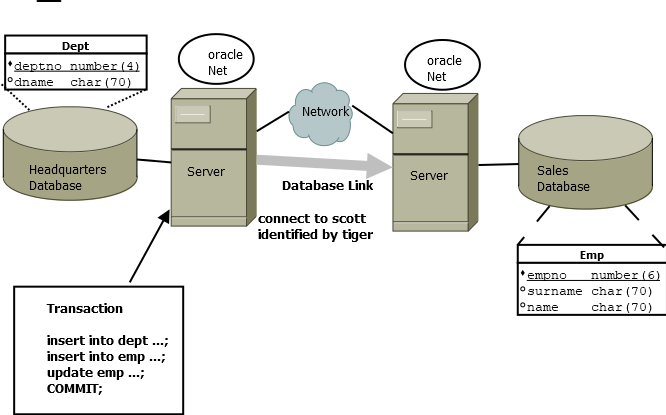 Dept
deptno number(4)
dname char(70)
oracle
Net
oracle
Net
Network
Headquarters
Database
Server
Database Link
connect to scott
identified by tiger
Server
Sales
Database
Emp
empno number(6)
surname char(70)
name char(70)
Transaction
insert into dept ...;
insert into emp ...;
update emp ...;
COMMIT;